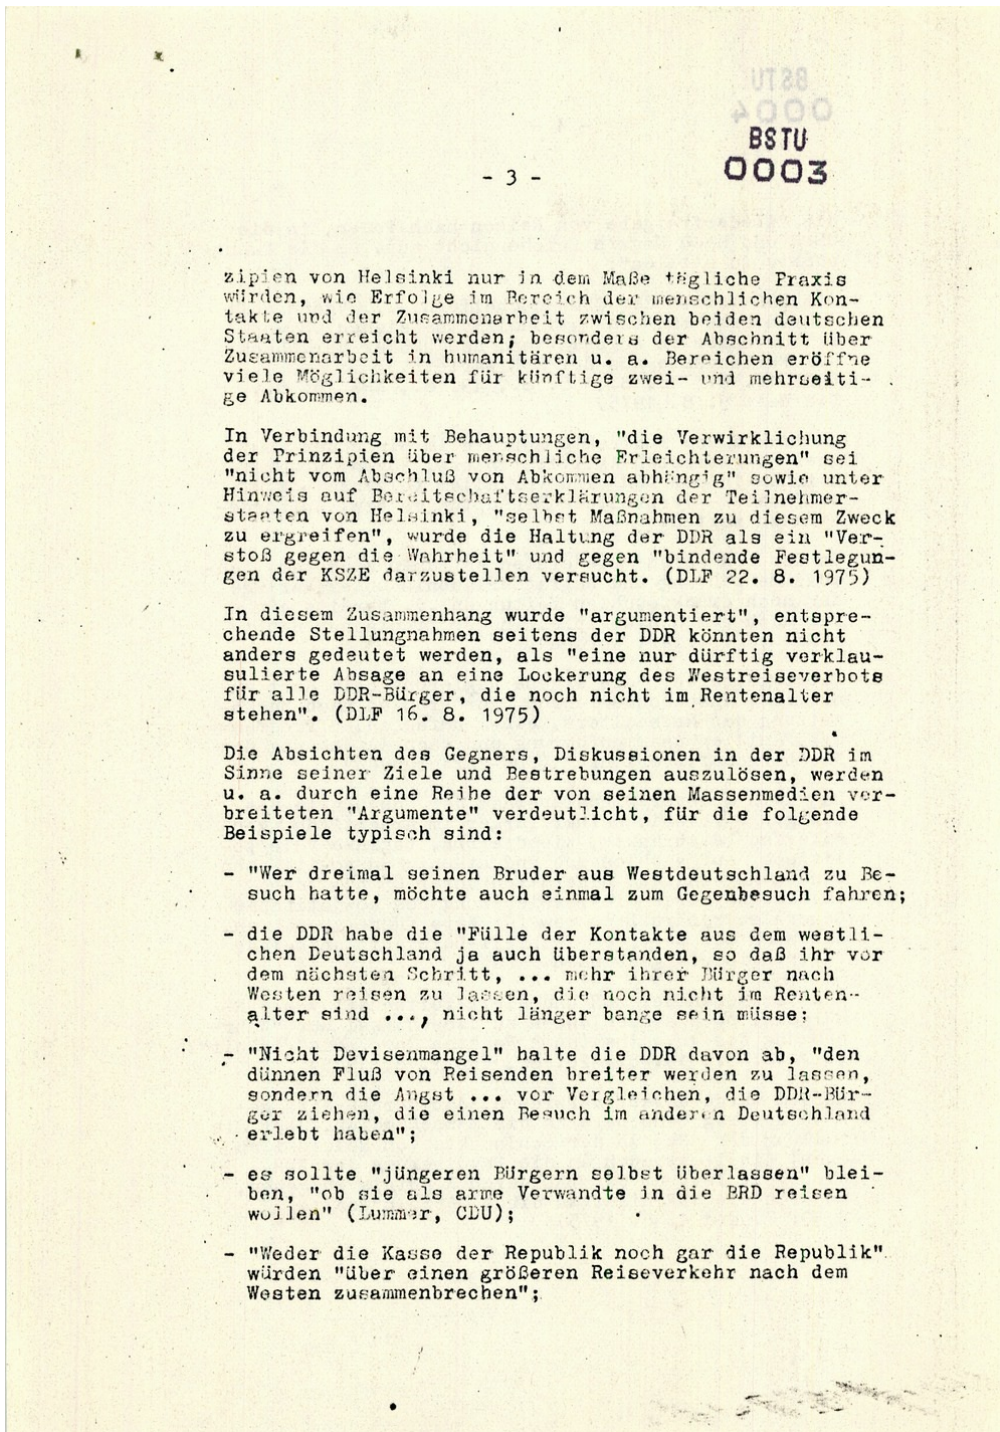 BSTU
0004
BSTU
0003
- 3 -
zipien von Helsinki nur in dem Maße tägliche Praxis
würden, wie Erfolge im Bereich der menschlichen Kon-
takte und der Zusammenarbeit zwischen beiden deutschen
Staaten erreicht werden; besonders der Abschnitt über
Zusammenarbeit in humanitären u. a. Bereichen eröffne
viele Möglichkeiten für künftige zwei- und mehrseiti-
ge Abkommen.
In Verbindung mit Behauptungen, "die Verwirklichung
der Prinzipien über menschliche Erleichterungen" sei
"nicht vom Abschluß von Abkommen abhängig" sowie unter
Hinweis auf Bereitschaftserklärungen der Teilnehmer-
staaten von Helsinki, "selbst Maßnahmen zu diesem Zweck
zu ergreifen", wurde die Haltung der DDR als ein "Ver-
stoß gegen die Wahrheit" und gegen "bindende Festlegun-
gen der KSZE darzustellen versucht. (DLF 22. 8. 1975)
In diesem Zusammenhang wurde "argumentiert", entspre-
chende Stellungnahmen seitens der DDR könnten nicht
anders gedeutet werden, als "eine nur dürftig verklau-
sulierte Absage an eine Lockerung des Westreiseverbots
für alle DDR-Bürger, die noch nicht im Rentenalter
stehen". (DLF 16. 8. 1975)
Die Absichten des Gegners, Diskussionen in der DDR im
Sinne seiner Ziele und Bestrebungen auszulösen, werden
u. a. durch eine Reihe der von seinen Massenmedien ver-
breiteten "Argumente" verdeutlicht, für die folgende
Beispiele typisch sind:
- "Wer dreimal seinen Bruder aus Westdeutschland zu Be-
such hatte, möchte auch einmal zum Gegenbesuch fahren;
- die DDR habe die "Fülle der Kontakte aus dem westli-
chen Deutschland ja auch überstanden, so daß ihr vor
dem nächsten Schritt, ... mehr ihrer Bürger nach
Westen reisen zu lassen, die noch nicht im Renten-
alter sind ..., nicht länger bange sein müsse;
- "Nicht Devisenmangel" halte die DDR davon ab, "den
dünnen Fluß von Reisenden breiter werden zu lassen,
sondern die Angst ... vor Vergleichen, die DDR-Bür-
ger ziehen, die einen Besuch im anderen Deutschland
erlebt haben";
- es sollte "jüngeren Bürgern selbst überlassen" blei-
ben, "ob sie als arme Verwandte in die BRD reisen
wollen" (Lummer, CDU);
- "Weder die Kasse der Republik noch gar die Republik"
würden "über einen größeren Reiseverkehr nach dem
Westen zusammenbrechen";